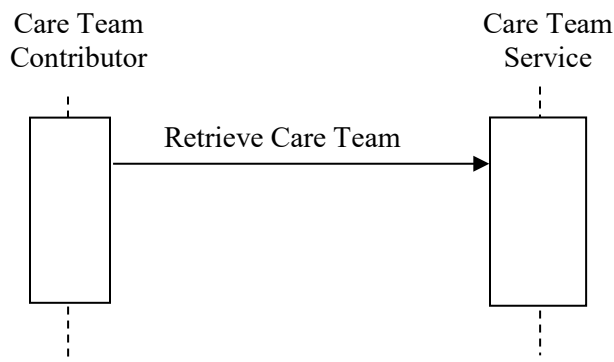 Care Team
Contributor
Care Team
Service
Retrieve Care Team